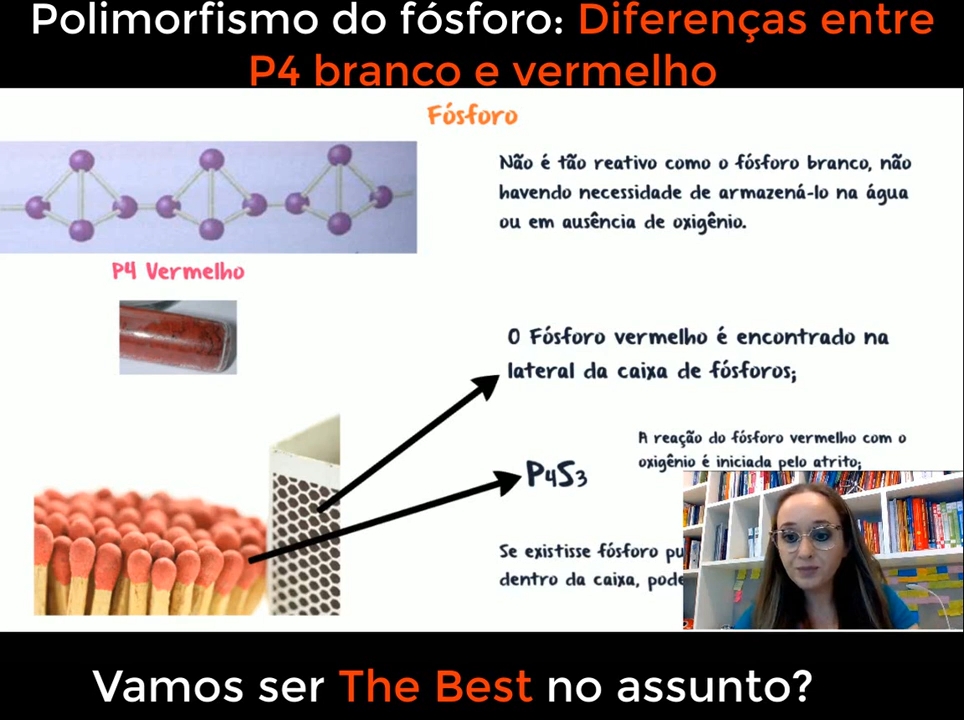 Polimorfismo do fósforo: Diferenças entre
P4 branco e vermelho
Fósforo
Não é tão reativo como o fósforo branco, não
havendo necessidade de armazená-lo na água
ou em ausência de oxigênio.
P4 Vermelho
O Fósforo vermelho é encontrado na
lateral da caixa de fósforos;
A reação do fósforo vermelho com o
oxigênio é iniciada pelo atrito;
P4S3
Se existisse fósforo pu
dentro da caixa, pode
Vamos ser The Best no assunto?